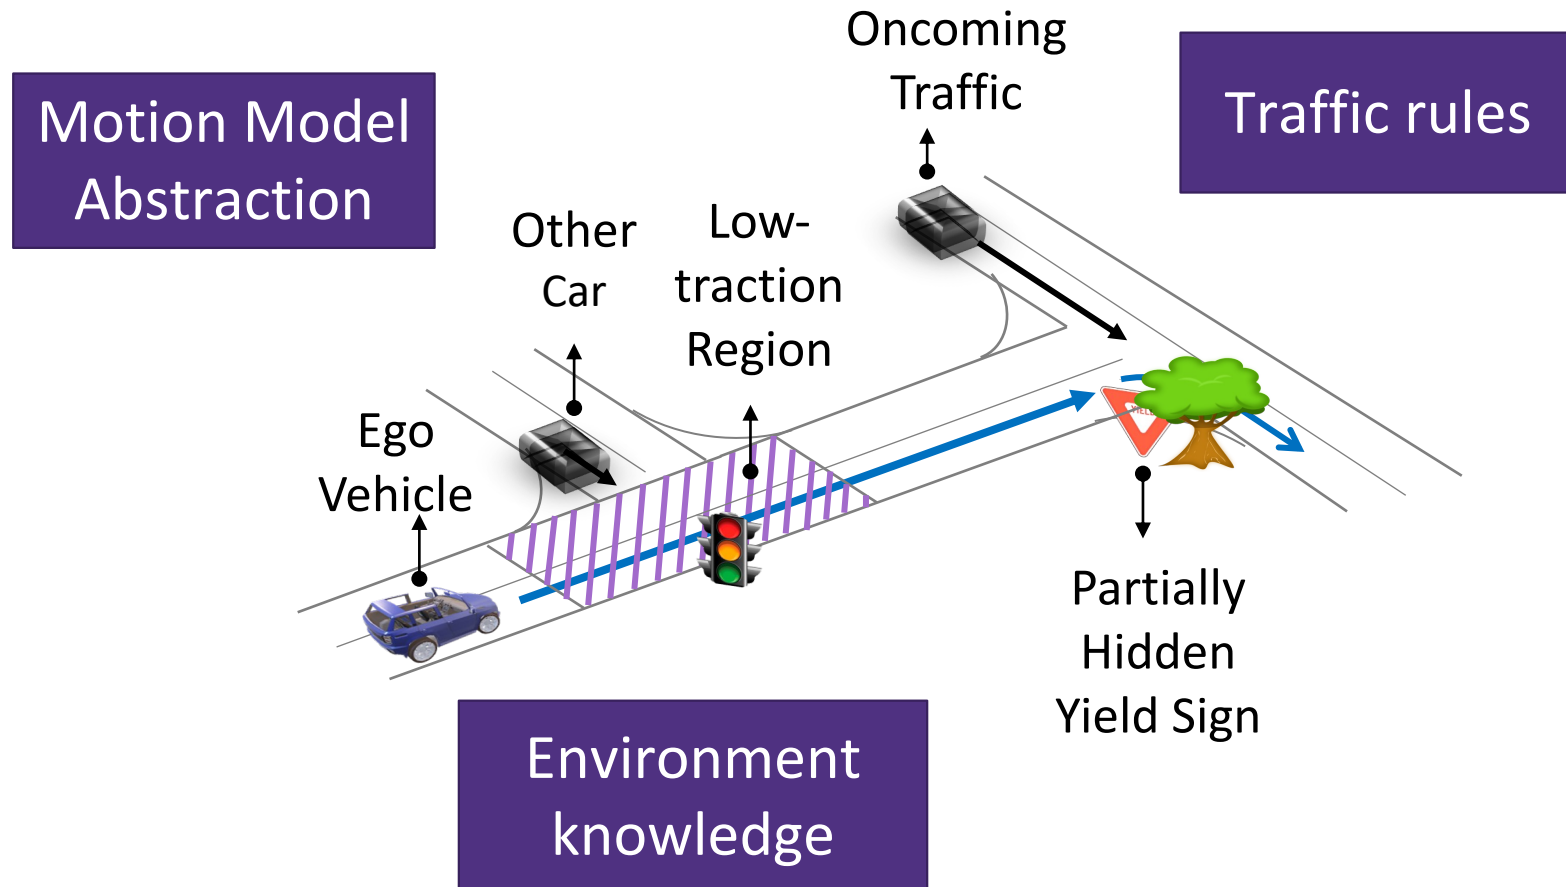 Oncoming
Traffic
Traffic rules
Motion Model
Abstraction
Other
Car
Low-
traction
Region
Ego
Vehicle
YIELD
Partially
Hidden
Yield Sign
Environment
knowledge